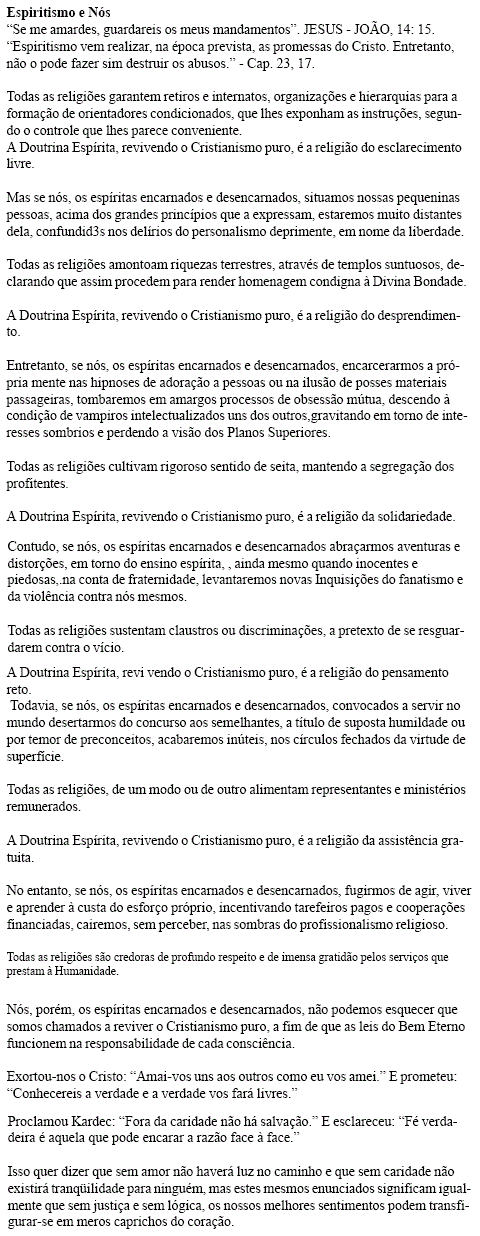 Espiritismo e Nós
“Se me amardes, guardareis os meus mandamentos”. JESUS - JOÃO, 14: 15.
“Espiritismo vem realizar, na época prevista, as promessas do Cristo. Entretanto,
não o pode fazer sim destruir os abusos.” - Cap. 23, 17.
Todas as religiões garantem retiros e internatos, organizações e hierarquias para a
formação de orientadores condicionados, que lhes exponham as instruções, segun-
do o controle que lhes parece conveniente.
A Doutrina Espírita, revivendo o Cristianismo puro, é a religião do esclarecimento
livre.
Mas se nós, os espíritas encarnados e desencarnados, situamos nossas pequeninas
pessoas, acima dos grandes princípios que a expressam, estaremos muito distantes
dela, confundid3s nos delírios do personalismo deprimente, em nome da liberdade.
Todas as religiões amontoam riquezas terrestres, através de templos suntuosos, de-
clarando que assim procedem para render homenagem condigna à Divina Bondade.
A Doutrina Espírita, revivendo o Cristianismo puro, é a religião do desprendimen-
to.
Entretanto, se nós, os espíritas encarnados e desencarnados, encarcerarmos a pró-
pria mente nas hipnoses de adoração a pessoas ou na ilusão de posses materiais
passageiras, tombaremos em amargos processos de obsessão mútua, descendo à
condição de vampiros intelectualizados uns dos outros,gravitando em torno de inte-
resses sombrios e perdendo a visão dos Planos Superiores.
Todas as religiões cultivam rigoroso sentido de seita, mantendo a segregação dos
profitentes.
A Doutrina Espírita, revivendo o Cristianismo puro, é a religião da solidariedade.
Contudo, se nós, os espíritas encarnados e desencarnados abraçarmos aventuras e
distorções, em torno do ensino espírita, , ainda mesmo quando inocentes e
piedosas,.na conta de fraternidade, levantaremos novas Inquisições do fanatismo e
da violência contra nós mesmos.
Todas as religiões sustentam claustros ou discriminações, a pretexto de se resguar-
darem contra o vício.
A Doutrina Espírita, revi vendo o Cristianismo puro, é a religião do pensamento
reto.
Todavia, se nós, os espíritas encarnados e desencarnados, convocados a servir no
mundo desertarmos do concurso aos semelhantes, a título de suposta humildade ou
por temor de preconceitos, acabaremos inúteis, nos círculos fechados da virtude de
superfície.
Todas as religiões, de um modo ou de outro alimentam representantes e ministérios
remunerados.
A Doutrina Espírita, revivendo o Cristianismo puro, é a religião da assistência gra-
tuita.
No entanto, se nós, os espíritas encarnados e desencarnados, fugirmos de agir, viver
e aprender à custa do esforço próprio, incentivando tarefeiros pagos e cooperações
financiadas, cairemos, sem perceber, nas sombras do profissionalismo religioso.
Todas as religiões são credoras de profundo respeito e de imensa gratidão pelos serviços que
prestam à Humanidade.
Nós, porém, os espíritas encarnados e desencarnados, não podemos esquecer que
somos chamados a reviver o Cristianismo puro, a fim de que as leis do Bem Eterno
funcionem na responsabilidade de cada consciência.
Exortou-nos o Cristo: “Amai-vos uns aos outros como eu vos amei.” E prometeu:
“Conhecereis a verdade e a verdade vos fará livres.”
Proclamou Kardec: “Fora da caridade não há salvação.” E esclareceu: “Fé verda-
deira é aquela que pode encarar a razão face à face.”
Isso quer dizer que sem amor não haverá luz no caminho e que sem caridade não
existirá tranqüilidade para ninguém, mas estes mesmos enunciados significam igual-
mente que sem justiça e sem lógica, os nossos melhores sentimentos podem transfi-
gurar-se em meros caprichos do coração.